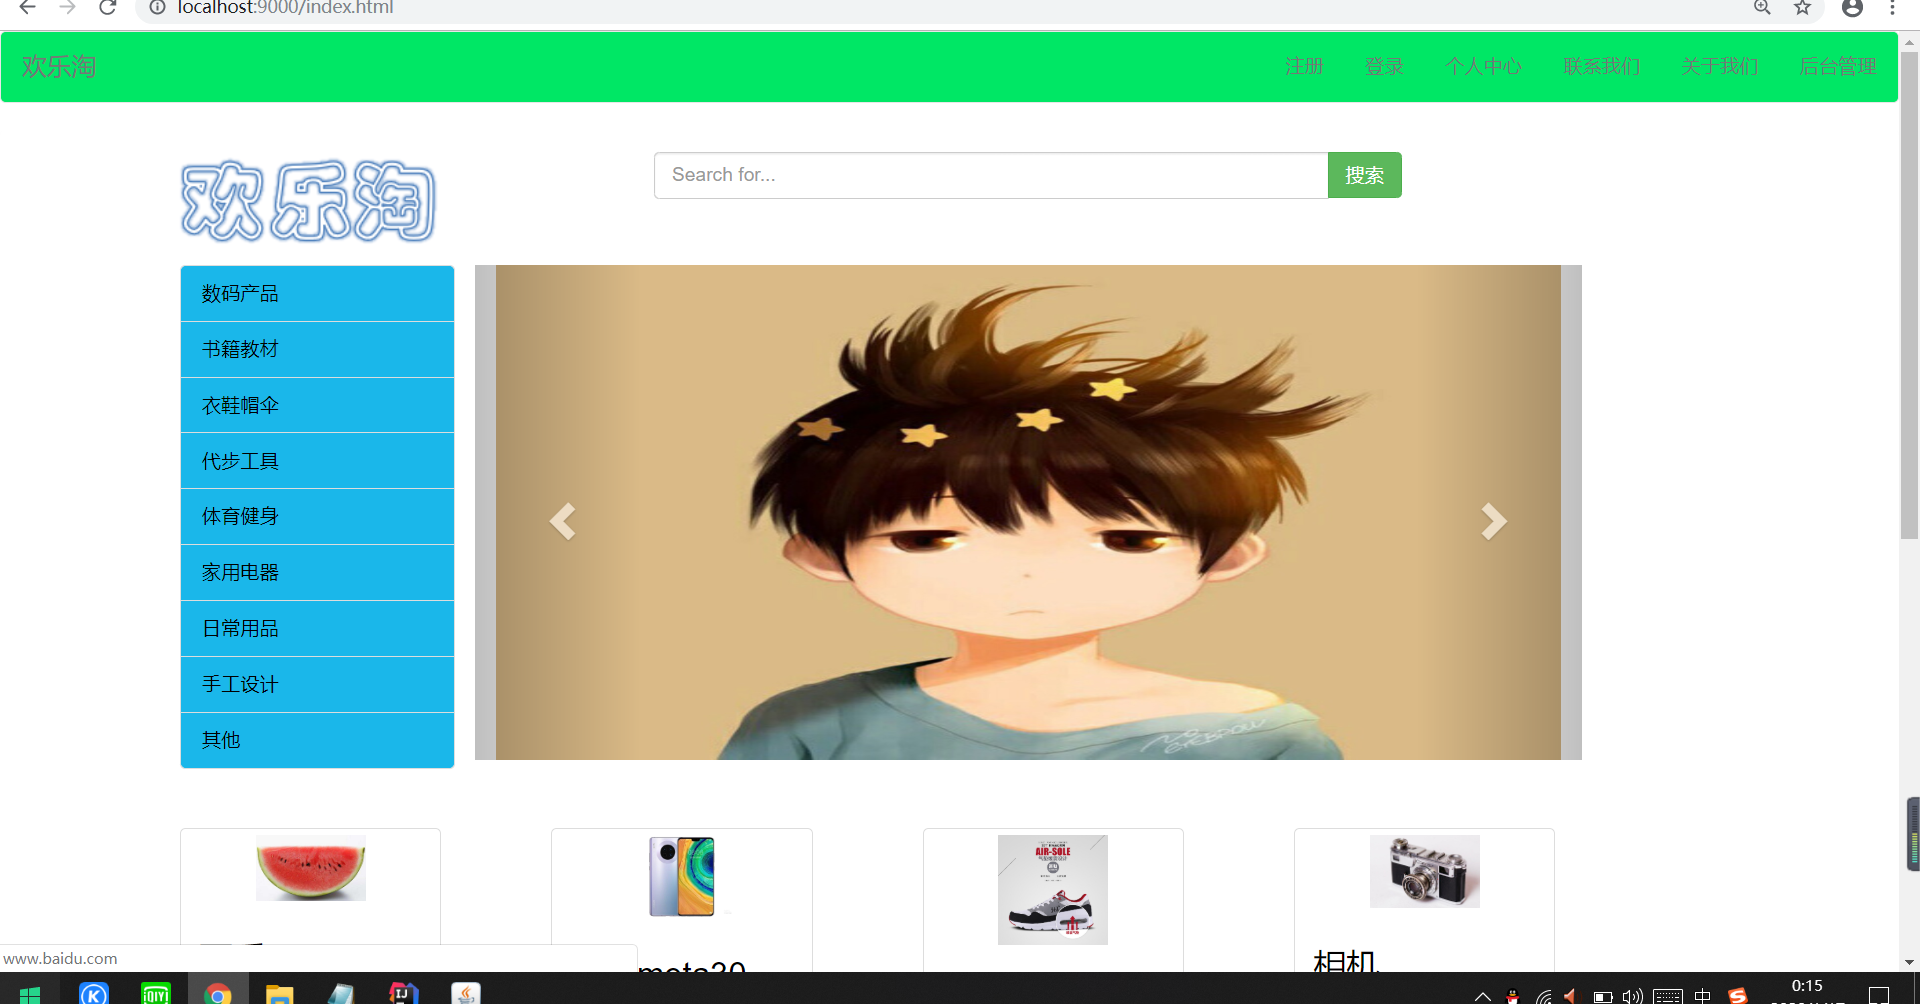 localhost:9000/index.html
欢乐淘 注册 登录 个人中心 联系我们 关于我们 后台管理
欢乐淘
Search for... 搜索
数码产品
书籍教材
衣鞋帽伞
代步工具
体育健身
家用电器
日常用品
手工设计
其他
AIR-SOLE
相机
www.baidu.com
QIYI
IJ
中
0:15